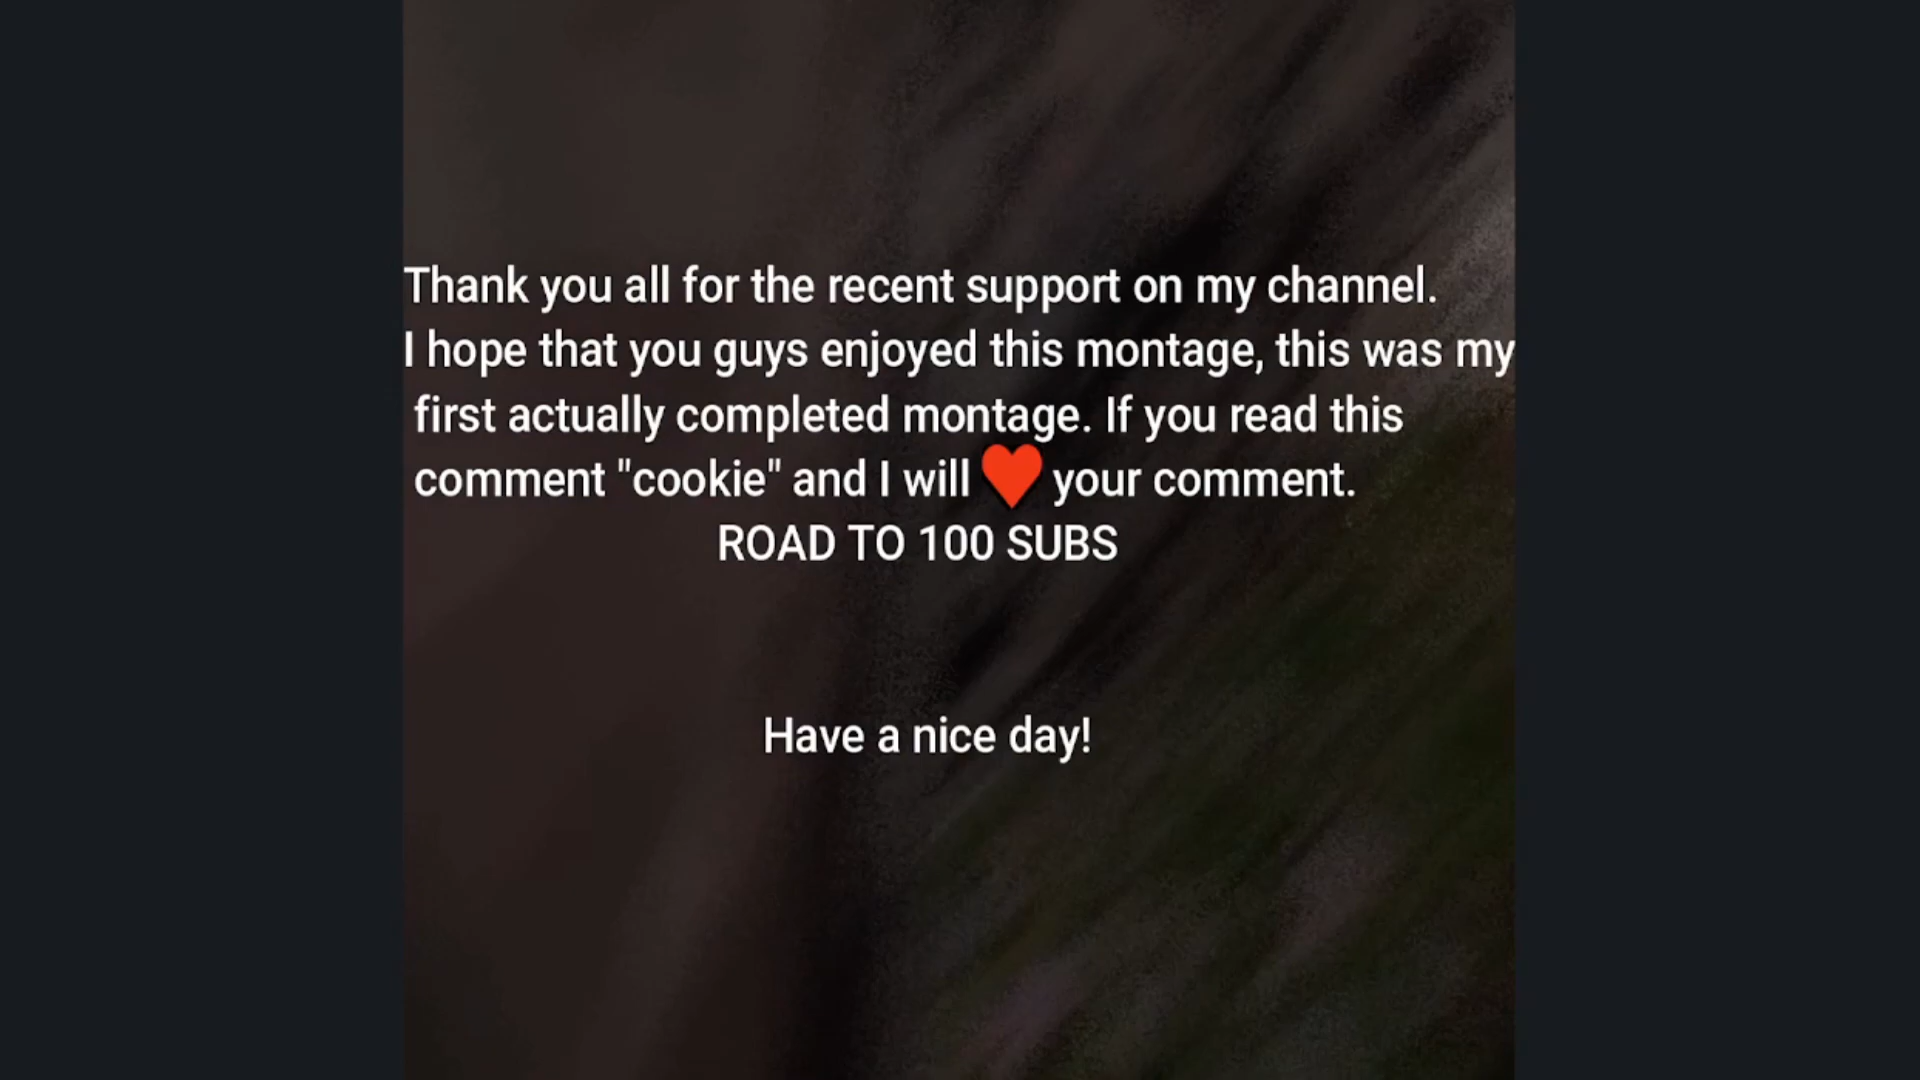 Thank you all for the recent support on my channel.
I hope that you guys enjoyed this montage, this was my
first actually completed montage. If you read this
comment "cookie" and I will ❤️ your comment.
ROAD TO 100 SUBS
Have a nice day!